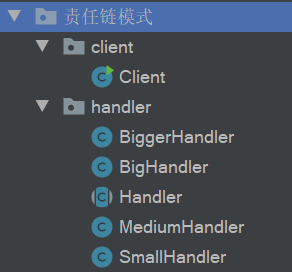 责任链模式
client
Client
handler
BiggerHandler
BigHandler
Handler
MediumHandler
SmallHandler